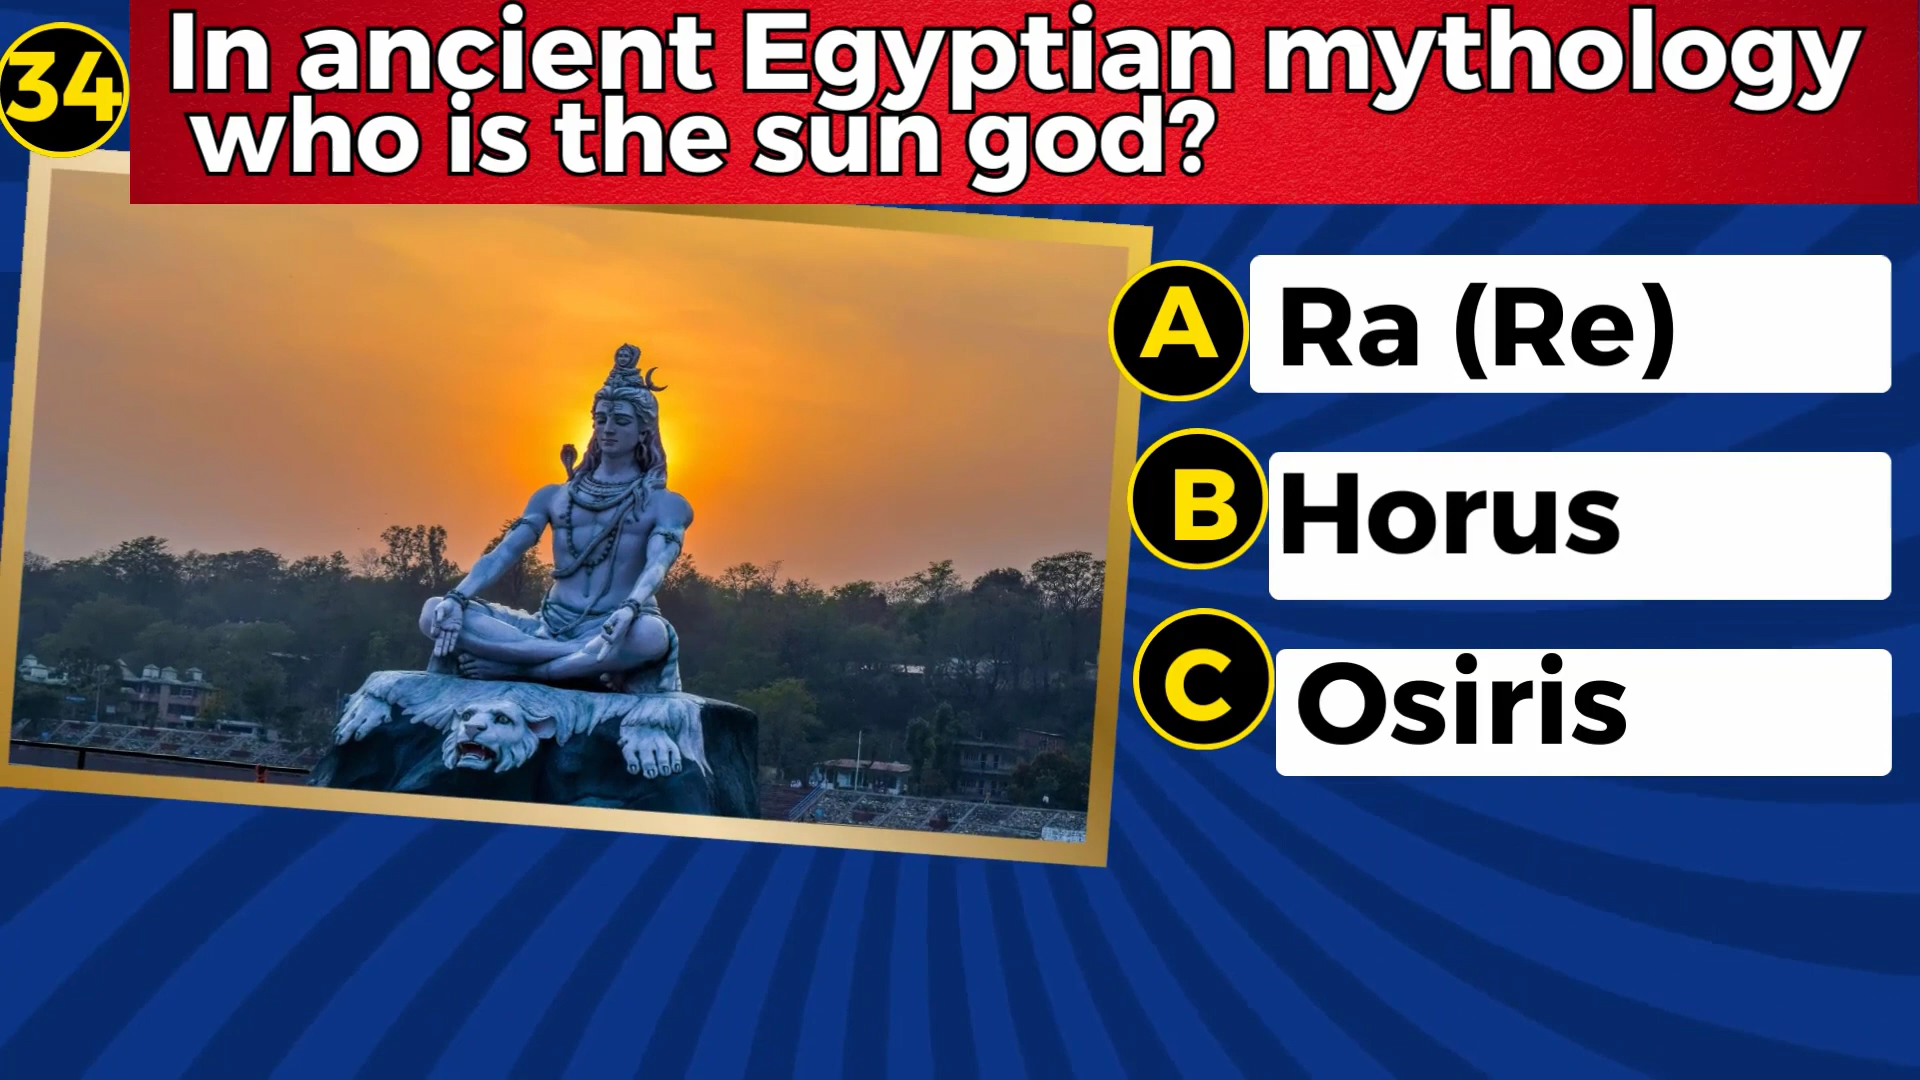 34
In ancient Egyptian mythology
who is the sun god?
A Ra (Re)
B Horus
C Osiris